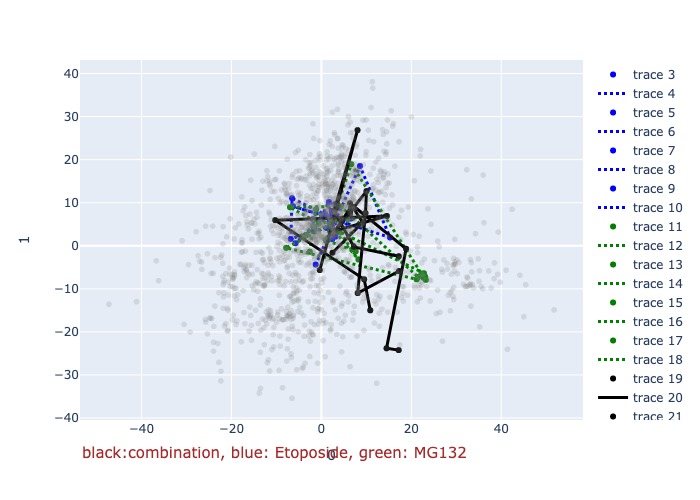 40
30
20
10
0
−10
−20
−30
−40
1
−40 −20 0 20 40
0
black:combination, blue: Etoposide, green: MG132
trace 3
trace 4
trace 5
trace 6
trace 7
trace 8
trace 9
trace 10
trace 11
trace 12
trace 13
trace 14
trace 15
trace 16
trace 17
trace 18
trace 19
trace 20
trace 21